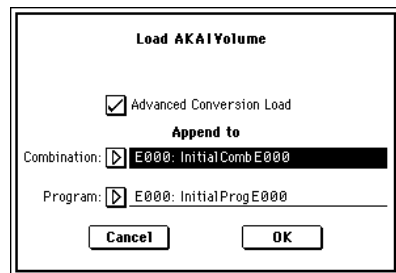 Load AKAIVolume
Advanced Conversion Load
Append to
Combination: E000: InitialCombE000
Program: E000: InitialProgE000
Cancel OK